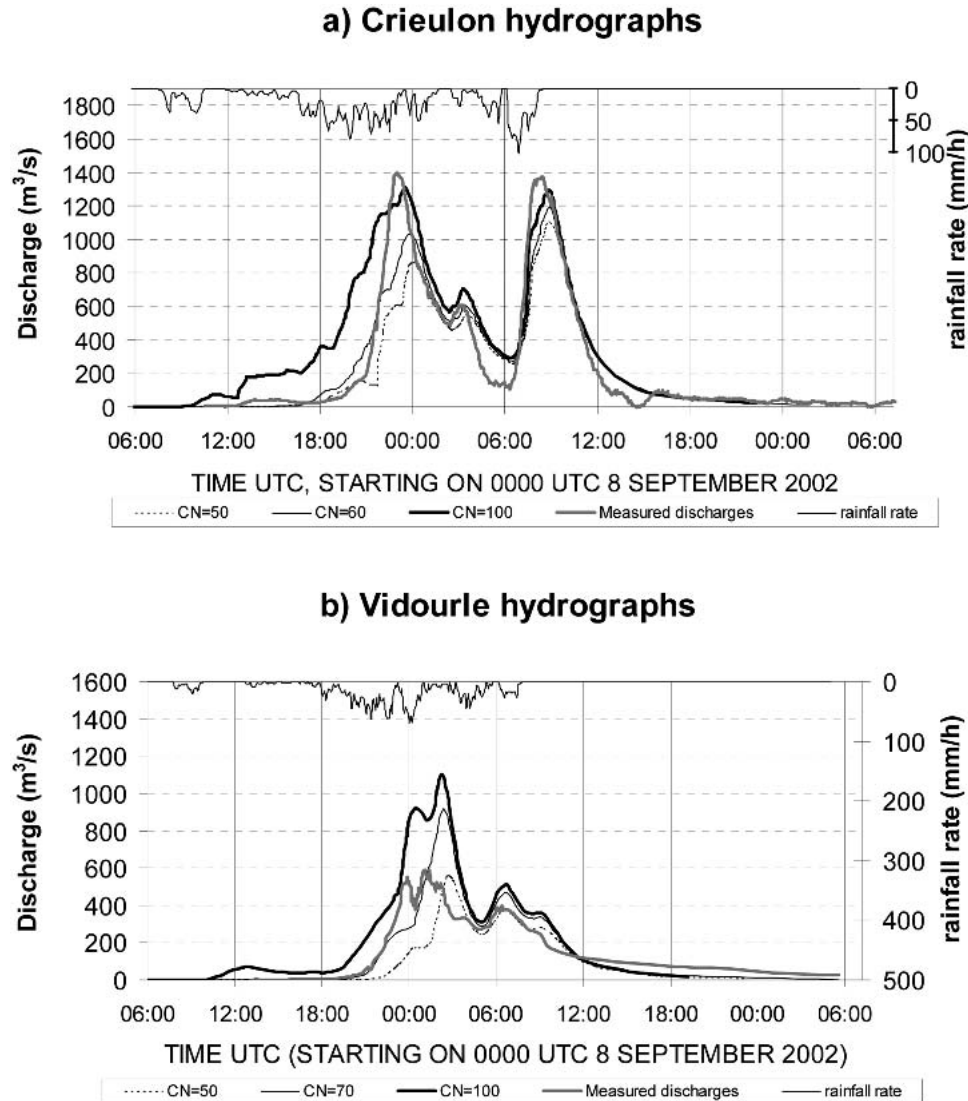 a) Crieulon hydrographs
1800
1600
1400
1200
1000
800
600
400
200
0
Discharge (m³/s)
0
50
100
rainfall rate (mm/h)
06:00 12:00 18:00 00:00 06:00 12:00 18:00 00:00 06:00
TIME UTC, STARTING ON 0000 UTC 8 SEPTEMBER 2002
CN=50 CN=60 CN=100 Measured discharges rainfall rate
b) Vidourle hydrographs
1600
1400
1200
1000
800
600
400
200
0
Discharge (m³/s)
0
100
200
300
400
500
rainfall rate (mm/h)
06:00 12:00 18:00 00:00 06:00 12:00 18:00 00:00 06:00
TIME UTC (STARTING ON 0000 UTC 8 SEPTEMBER 2002)
CN=50 CN=70 CN=100 Measured discharges rainfall rate